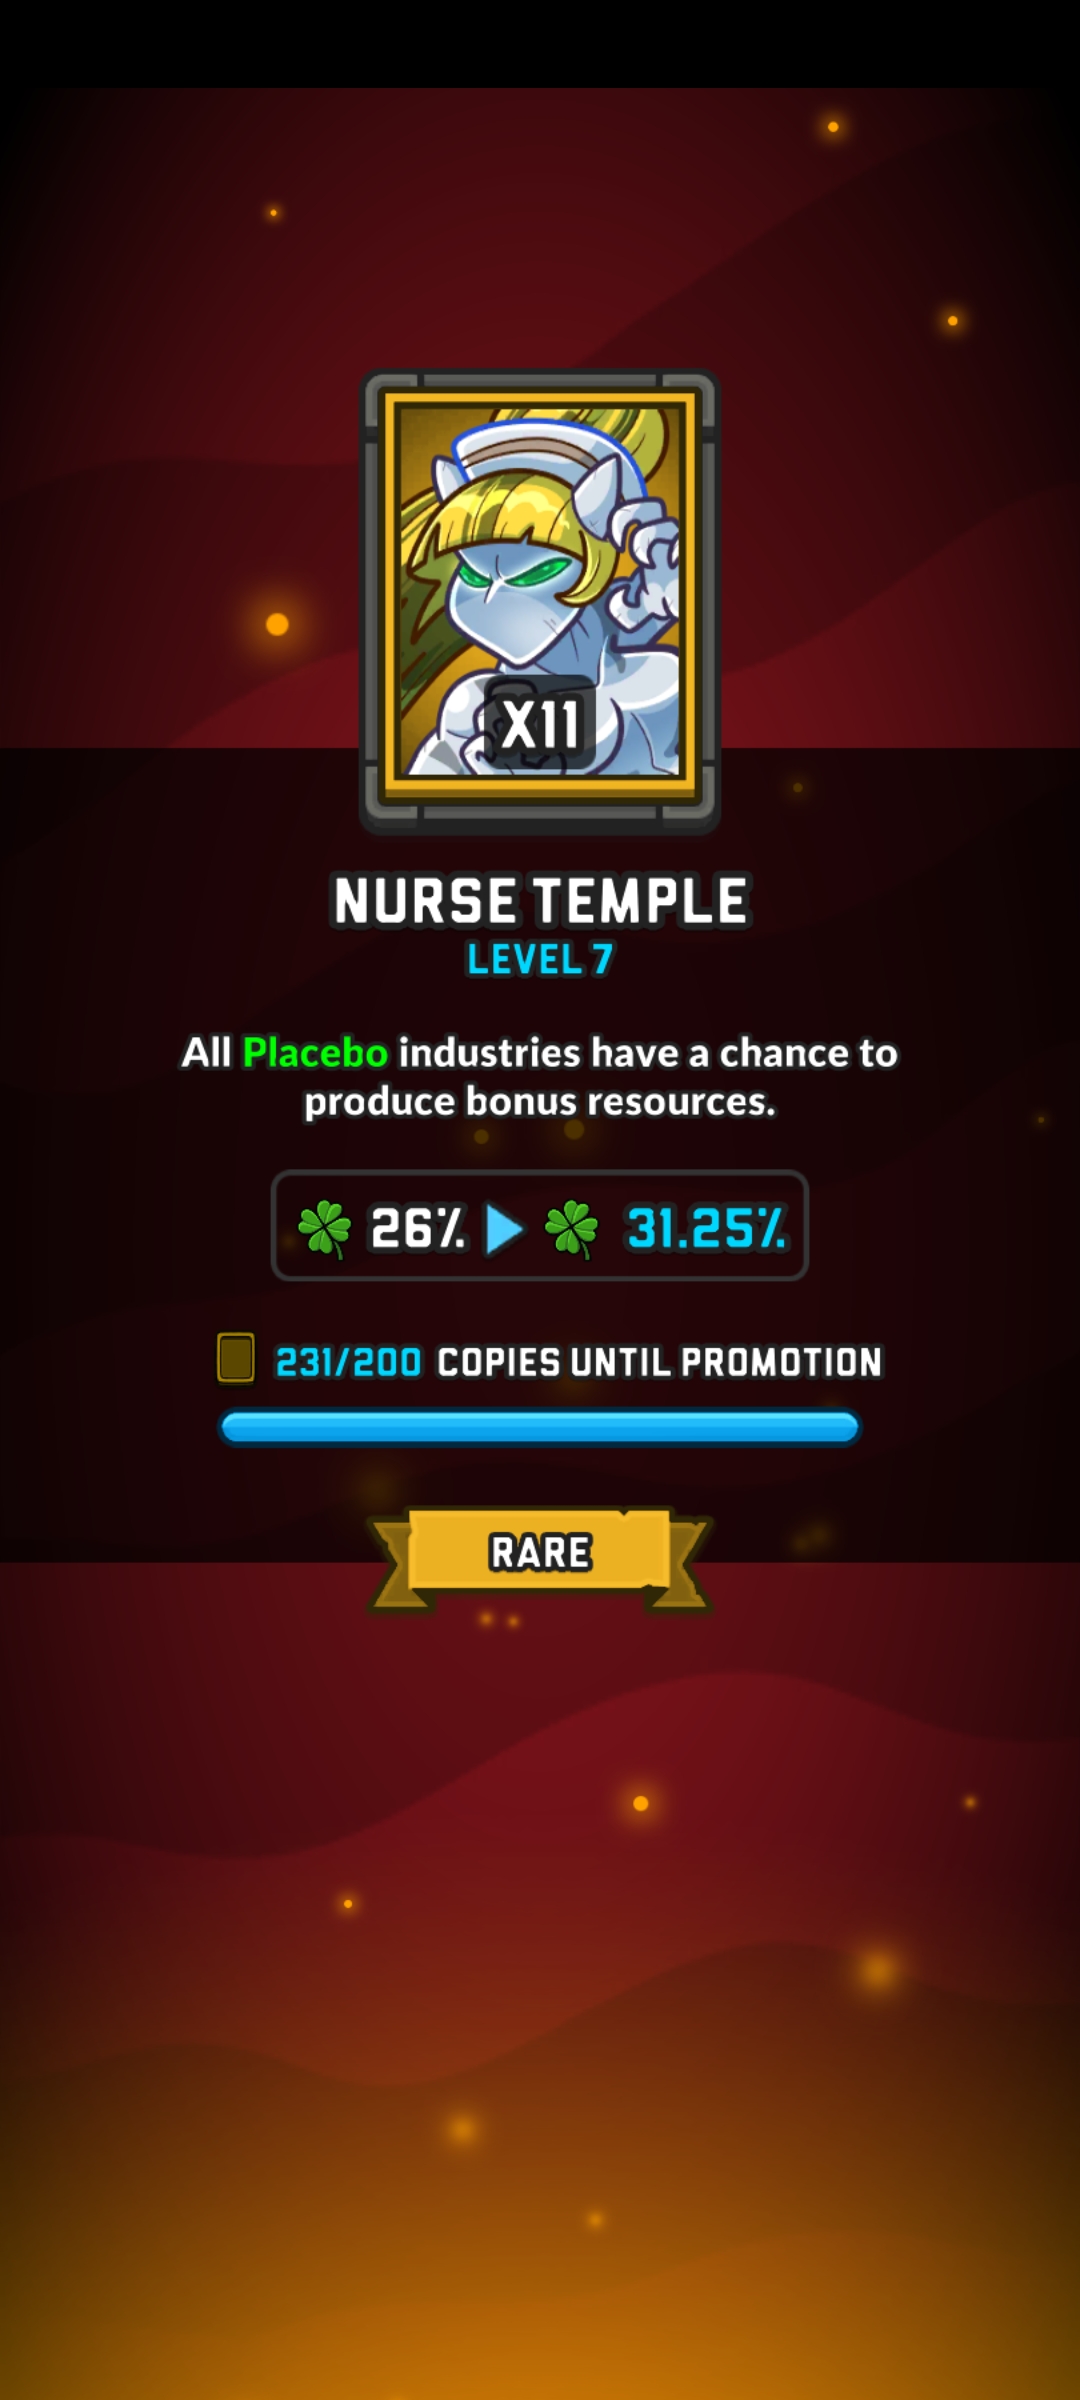 X11
NURSE TEMPLE
LEVEL 7
All Placebo industries have a chance to
produce bonus resources.
26% 31.25%
231/200 COPIES UNTIL PROMOTION
RARE